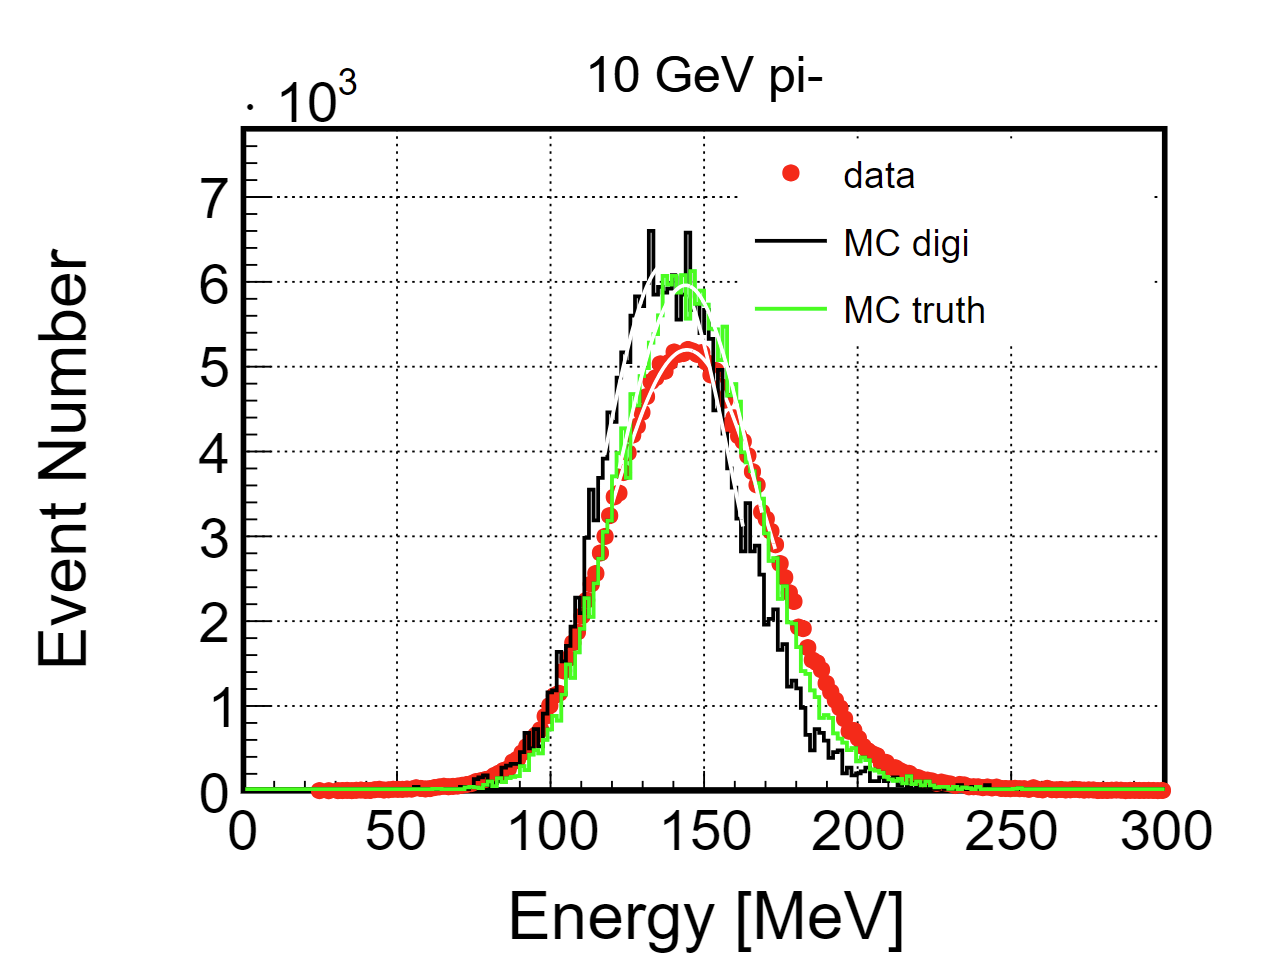 10 GeV pi-
· 10³
data
MC digi
MC truth
Event Number
7
6
5
4
3
2
1
0
0 50 100 150 200 250 300
Energy [MeV]